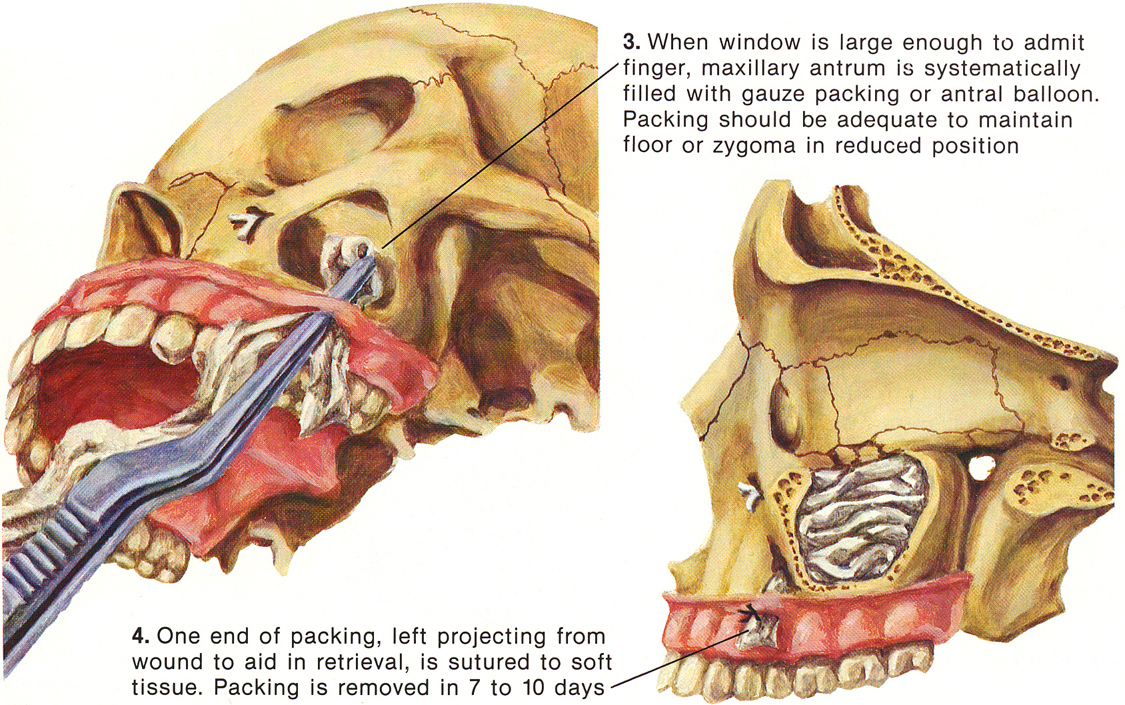 3. When window is large enough to admit
finger, maxillary antrum is systematically
filled with gauze packing or antral balloon.
Packing should be adequate to maintain
floor or zygoma in reduced position
4. One end of packing, left projecting from
wound to aid in retrieval, is sutured to soft
tissue. Packing is removed in 7 to 10 days